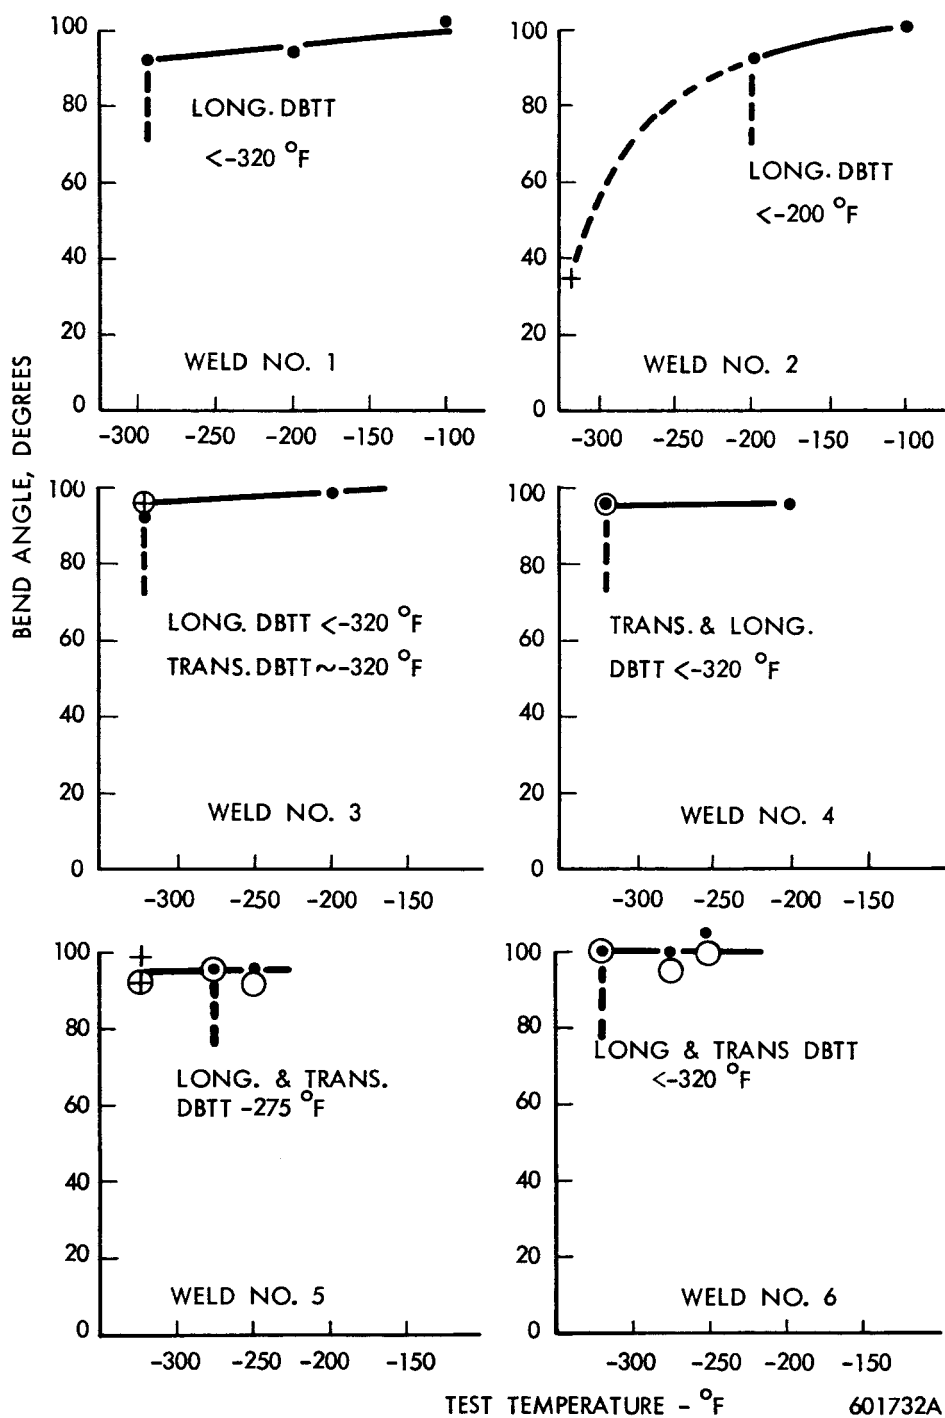 100
80
60
40
20
0
LONG. DBTT
<-320 °F
WELD NO. 1
-300 -250 -200 -150 -100
100
80
60
40
20
0
LONG. DBTT
<-200 °F
WELD NO. 2
-300 -250 -200 -150 -100
BEND ANGLE, DEGREES
100
80
60
40
20
0
LONG. DBTT <-320 °F
TRANS. DBTT ~-320 °F
WELD NO. 3
-300 -250 -200 -150
100
80
60
40
20
0
TRANS. & LONG.
DBTT <-320 °F
WELD NO. 4
-300 -250 -200 -150
100
80
60
40
20
0
LONG. & TRANS.
DBTT -275 °F
WELD NO. 5
-300 -250 -200 -150
100
80
60
40
20
0
LONG & TRANS DBTT
<-320 °F
WELD NO. 6
-300 -250 -200 -150
TEST TEMPERATURE - °F
601732A